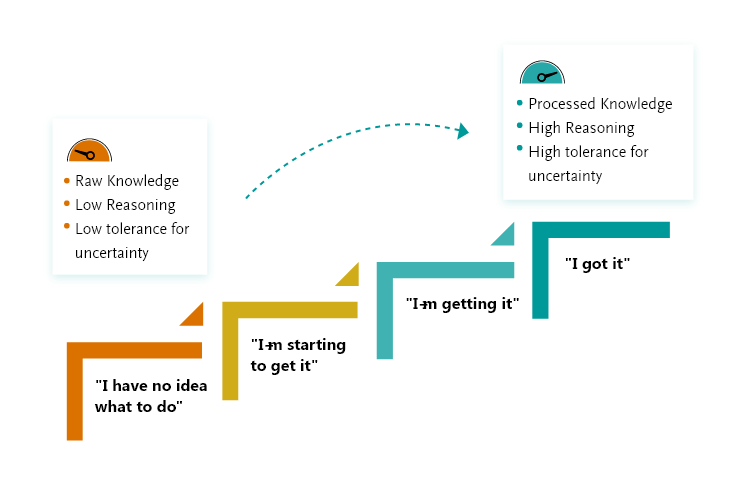 Processed Knowledge
High Reasoning
High tolerance for
uncertainty
Raw Knowledge
Low Reasoning
Low tolerance for
uncertainty
"I got it"
"I-m getting it"
"I-m starting
to get it"
"I have no idea
what to do"